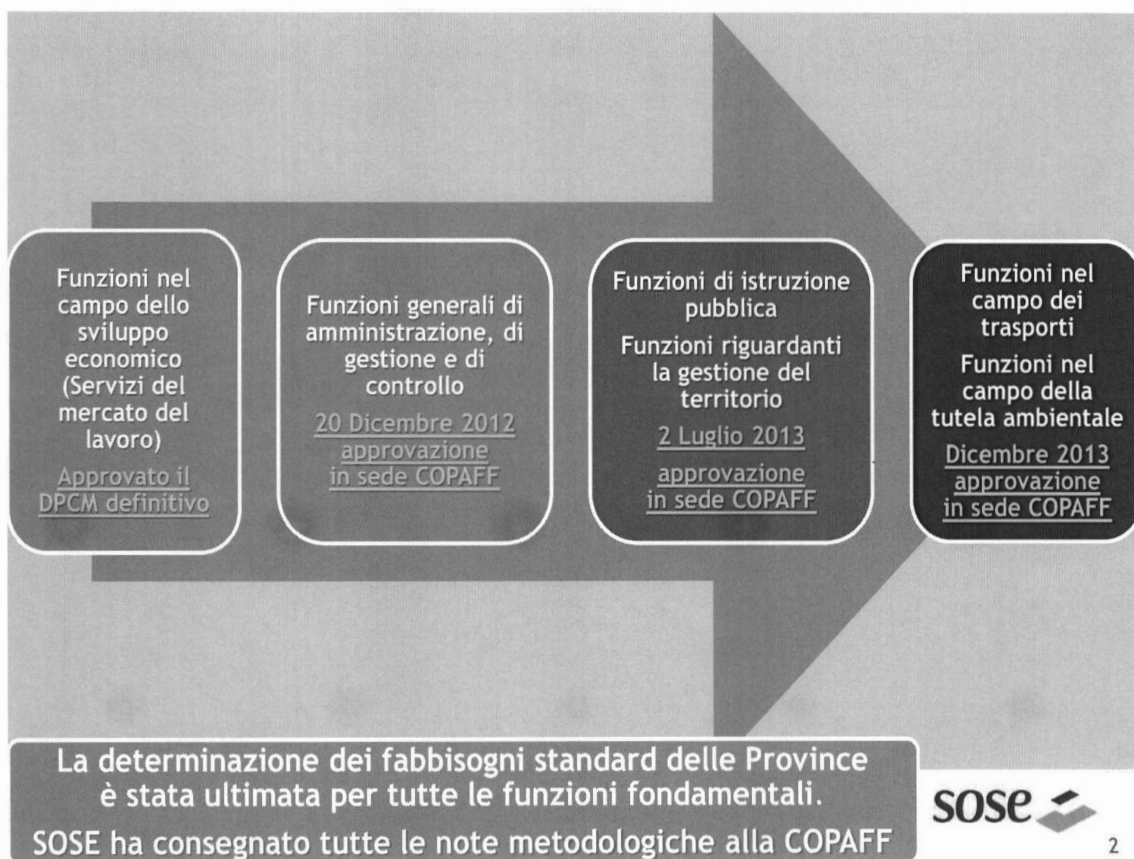 Funzioni nel
campo dello
sviluppo
economico
(Servizi del
mercato del
lavoro)
Approvato il
DPCM definitivo
Funzioni generali di
amministrazione, di
gestione e di
controllo
20 Dicembre 2012
approvazione
in sede COPAFF
Funzioni di istruzione
pubblica
Funzioni riguardanti
la gestione del
territorio
2 Luglio 2013
approvazione
in sede COPAFF
Funzioni nel
campo dei
trasporti
Funzioni nel
campo della
tutela ambientale
Dicembre 2013
approvazione
in sede COPAFF
La determinazione dei fabbisogni standard delle Province
è stata ultimata per tutte le funzioni fondamentali.
SOSE ha consegnato tutte le note metodologiche alla COPAFF
sose
2